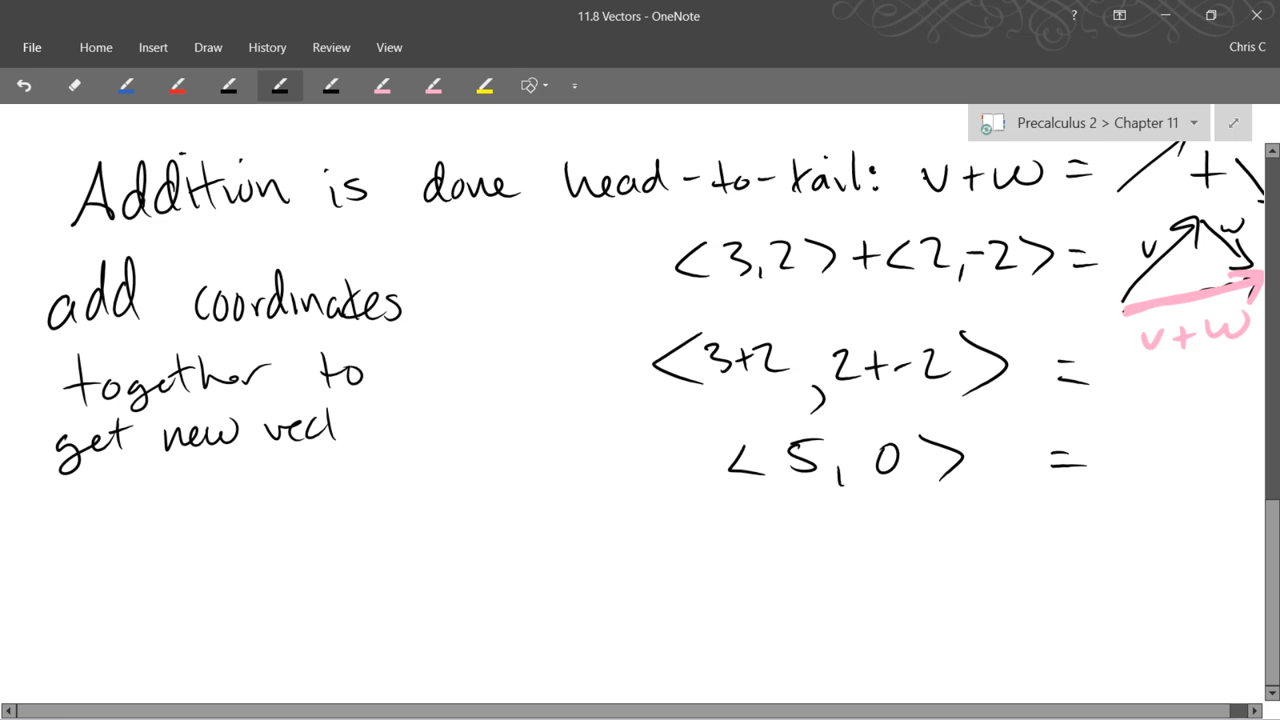 11.8 Vectors - OneNote
?
File Home Insert Draw History Review View
Chris C
Precalculus 2 > Chapter 11
Addition is done head-to-tail: v+w = +
<3,2>+<2,-2>=
v w
v+w
add coordinates
together to
get new vect
<3+2, 2+-2> =
<5, 0> =